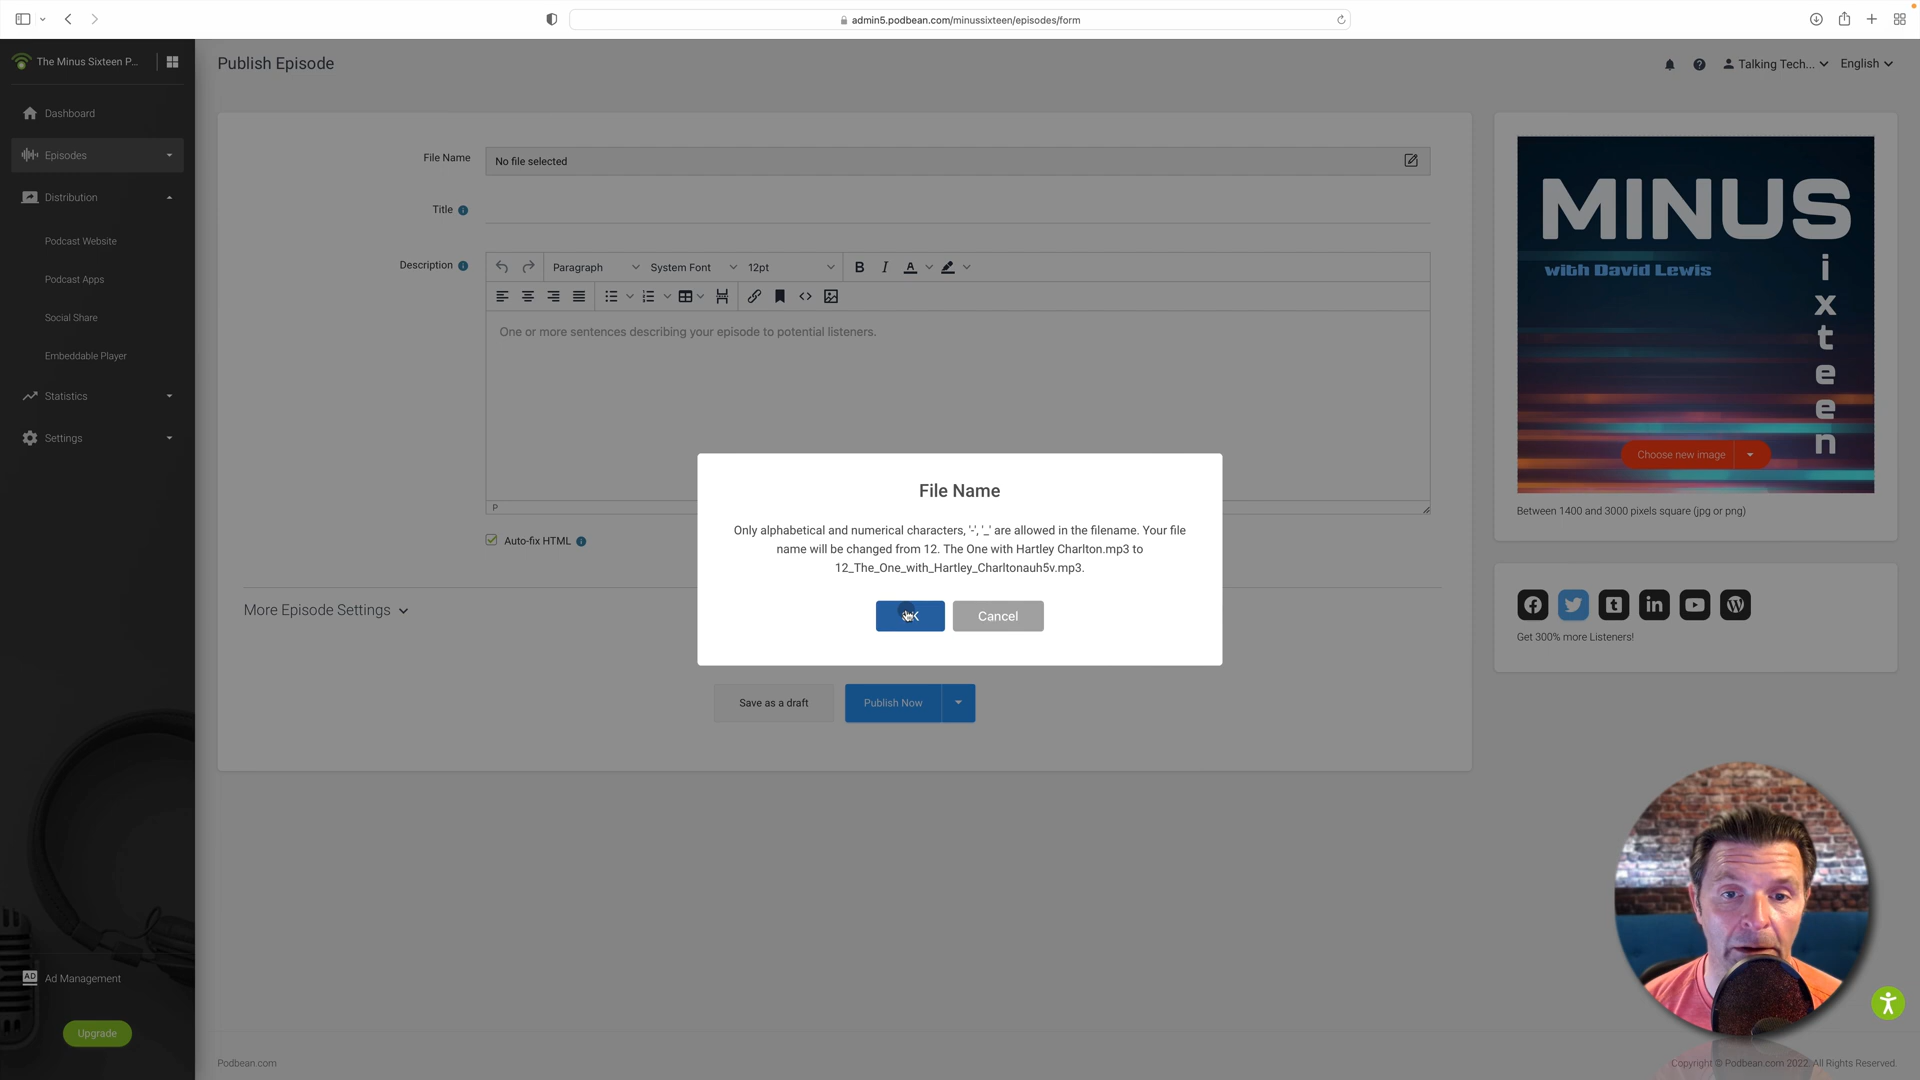 admin5.podbean.com/minussixteen/episodes/form
The Minus Sixteen P...
Publish Episode
Talking Tech...
English
Dashboard
Episodes
Distribution
Podcast Website
Podcast Apps
Social Share
Embeddable Player
Statistics
Settings
AD
Ad Management
Upgrade
File Name
No file selected
Title
Description
Paragraph
System Font
12pt
B
I
A
One or more sentences describing your episode to potential listeners.
P
Auto-fix HTML
More Episode Settings
File Name
Only alphabetical and numerical characters, '-', '_' are allowed in the filename. Your file
name will be changed from 12. The One with Hartley Charlton.mp3 to
12_The_One_with_Hartley_Charltonauh5v.mp3.
Cancel
Save as a draft
Publish Now
MINUS
with David Lewis
ixteen
Choose new image
Between 1400 and 3000 pixels square (jpg or png)
Get 300% more Listeners!
Podbean.com
Copyright © Podbean.com 2022. All Rights Reserved.